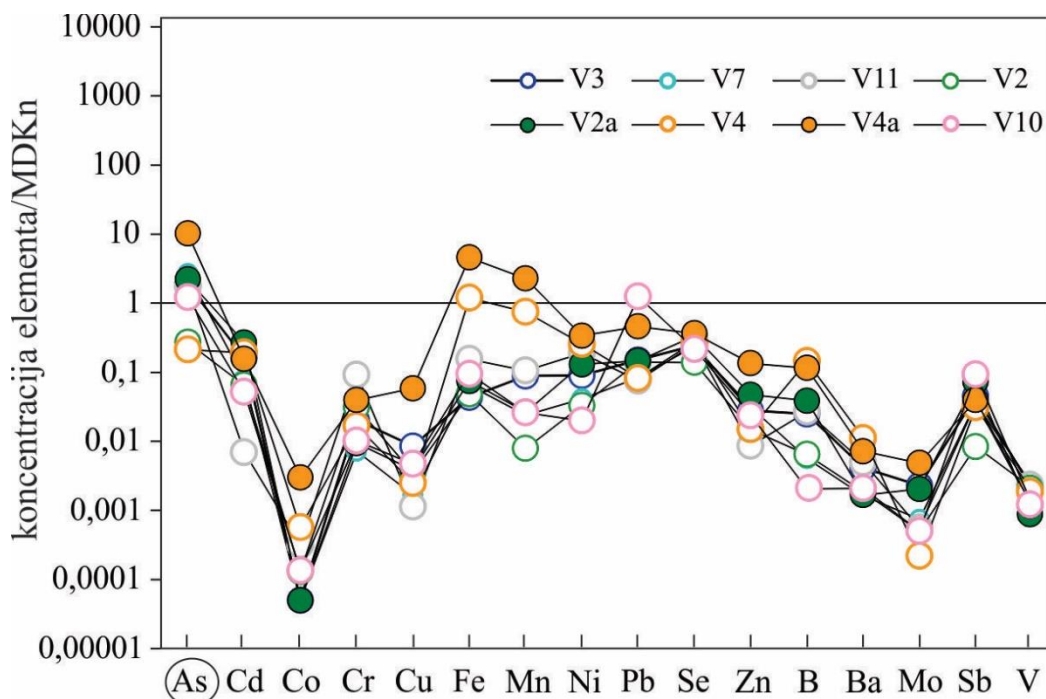 koncentracija elementa/MDKn
10000
1000
100
10
1
0,1
0,01
0,001
0,0001
0,00001
V3 V7 V11 V2
V2a V4 V4a V10
As Cd Co Cr Cu Fe Mn Ni Pb Se Zn B Ba Mo Sb V